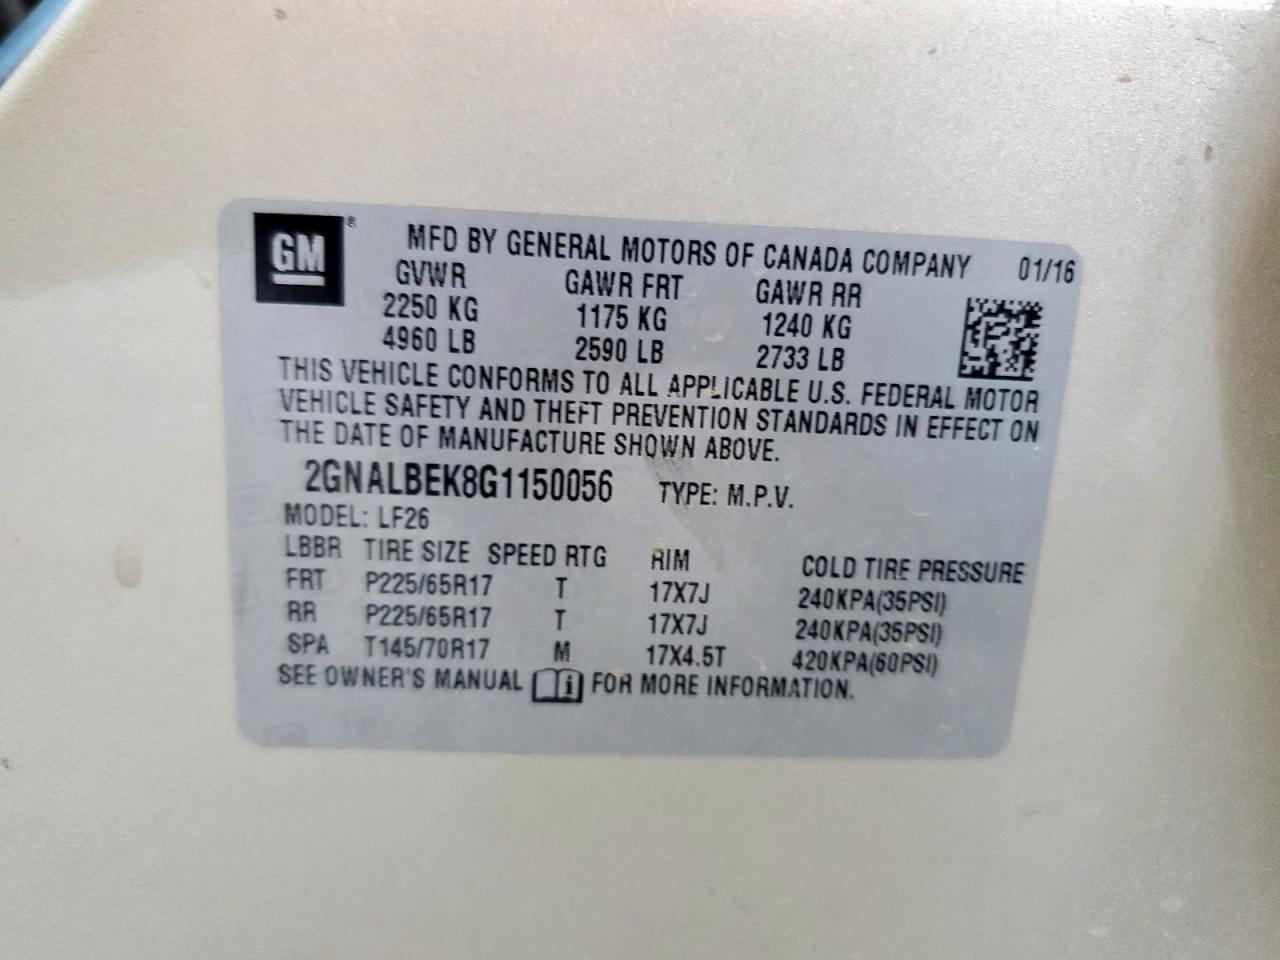 GM®
MFD BY GENERAL MOTORS OF CANADA COMPANY 01/16
GVWR GAWR FRT GAWR RR
2250 KG 1175 KG 1240 KG
4960 LB 2590 LB 2733 LB
THIS VEHICLE CONFORMS TO ALL APPLICABLE U.S. FEDERAL MOTOR
VEHICLE SAFETY AND THEFT PREVENTION STANDARDS IN EFFECT ON
THE DATE OF MANUFACTURE SHOWN ABOVE.
2GNALBEK8G1150056 TYPE: M.P.V.
MODEL: LF26
LBBR TIRE SIZE SPEED RTG RIM COLD TIRE PRESSURE
FRT P225/65R17 T 17X7J 240KPA(35PSI)
RR P225/65R17 T 17X7J 240KPA(35PSI)
SPA T145/70R17 M 17X4.5T 420KPA(60PSI)
SEE OWNER'S MANUAL i FOR MORE INFORMATION.